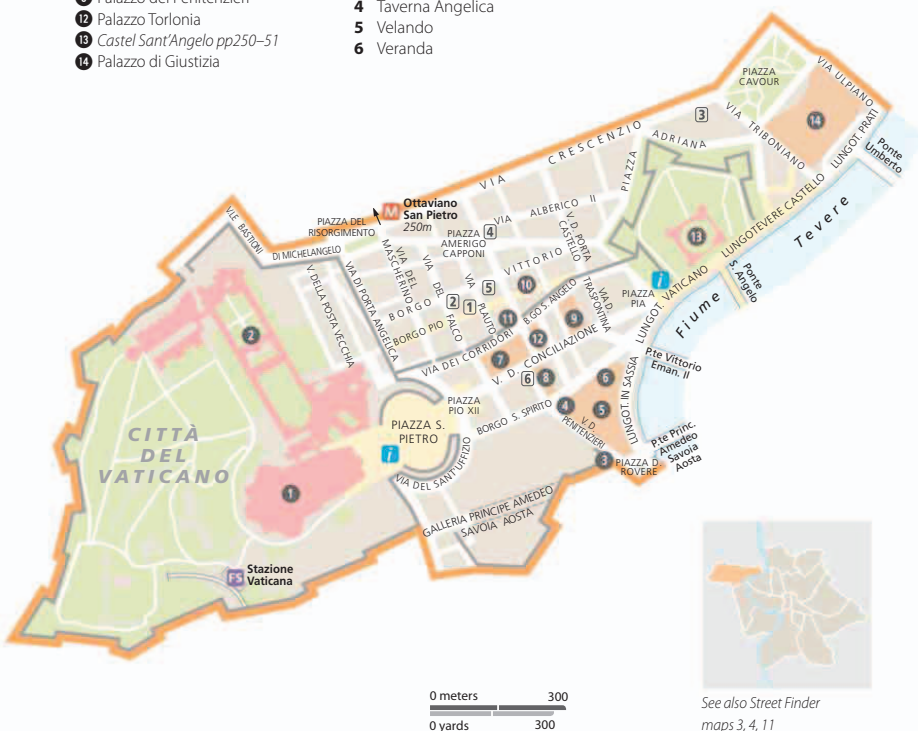 12 Palazzo Torlonia
13 Castel Sant'Angelo pp250–51
14 Palazzo di Giustizia
4 Taverna Angelica
5 Velando
6 Veranda
PIAZZA
CAVOUR
VIA ULPIANO
14
3
VIA TRIBONIANO
LUNGOT. PRATI
Ponte
Umberto
VIA CRESCENZIO
PIAZZA ADRIANA
LUNGOTEVERE CASTELLO
Fiume Tevere
13
Ponte
S. Angelo
M
Ottaviano
San Pietro
250m
PIAZZA DEL
RISORGIMENTO
V.LE BASTIONI
DI MICHELANGELO
VIA ALBERICO II
PIAZZA
AMERIGO
CAPPONI
4
V. D. PORTA
CASTELLO
V. DELLA POSTA VECCHIA
VIA DI PORTA ANGELICA
VIA DEL
MASCHERINO
VIA DEL FALCO
VIA PLAUTO
BORGO VITTORIO
5
10
2
1
i
PIAZZA
PIA
LUNGOT. VATICANO
VIA D.
TRASPONTINA
B.GO S. ANGELO
11
9
12
BORGO PIO
VIA DEI CORRIDORI
7
V. D. CONCILIAZIONE
6
8
6
P.te Vittorio
Eman. II
2
PIAZZA
PIO XII
PIAZZA S.
PIETRO
BORGO S. SPIRITO
4
5
V. D.
PENITENZIERI
LUNGOT. IN SASSIA
P.te Princ.
Amedeo
Savoia
Aosta
3
PIAZZA D.
ROVERE
CITTÀ
DEL
VATICANO
i
VIA DEL SANT'UFFIZIO
1
GALLERIA PRINCIPE AMEDEO
SAVOIA AOSTA
FS
Stazione
Vaticana
0 meters 300
0 yards 300
See also Street Finder
maps 3, 4, 11